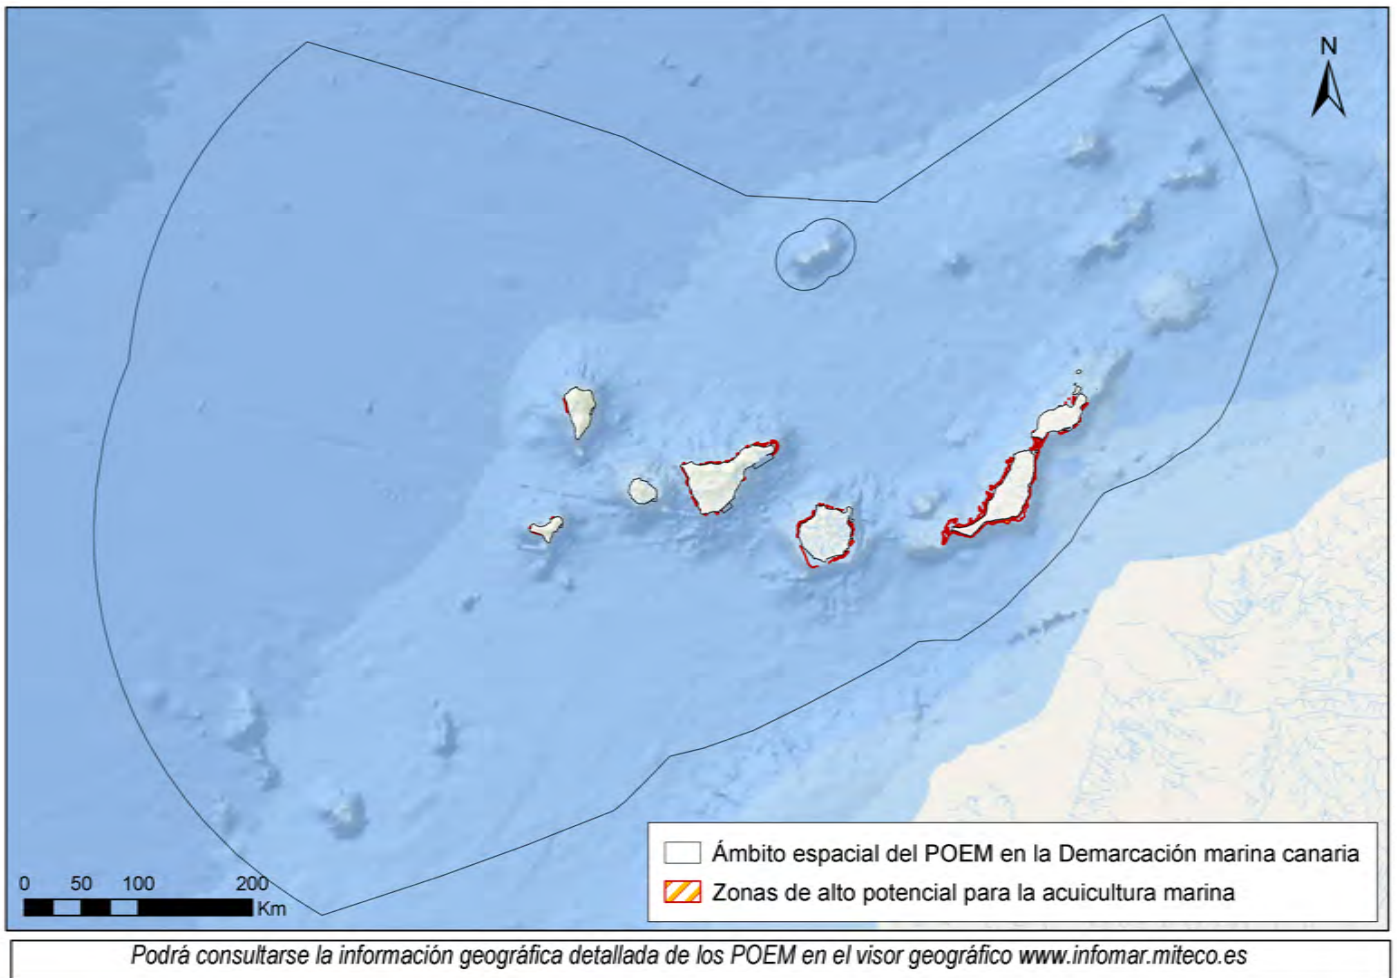 N
Ámbito espacial del POEM en la Demarcación marina canaria
Zonas de alto potencial para la acuicultura marina
0 50 100 200
Km
Podrá consultarse la información geográfica detallada de los POEM en el visor geográfico www.infomar.miteco.es